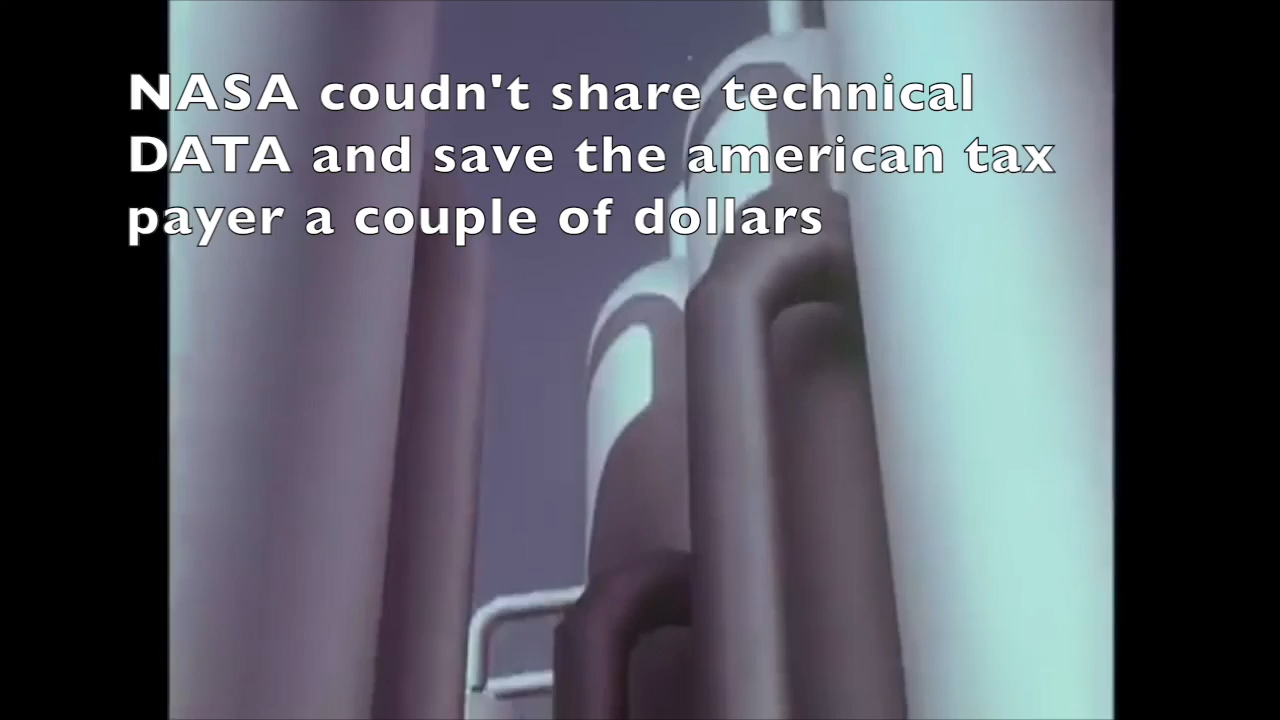 NASA coudn't share technical
DATA and save the american tax
payer a couple of dollars